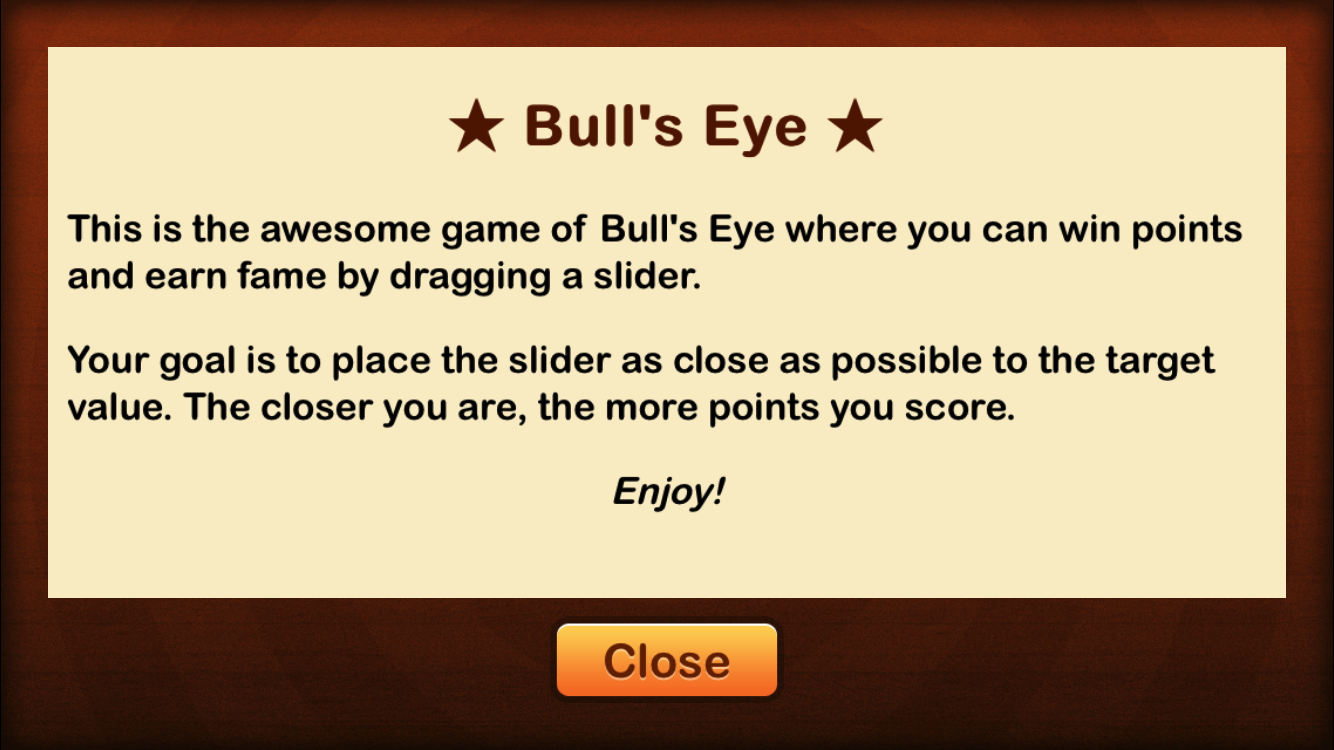 ★ Bull's Eye ★
This is the awesome game of Bull's Eye where you can win points
and earn fame by dragging a slider.
Your goal is to place the slider as close as possible to the target
value. The closer you are, the more points you score.
Enjoy!
Close